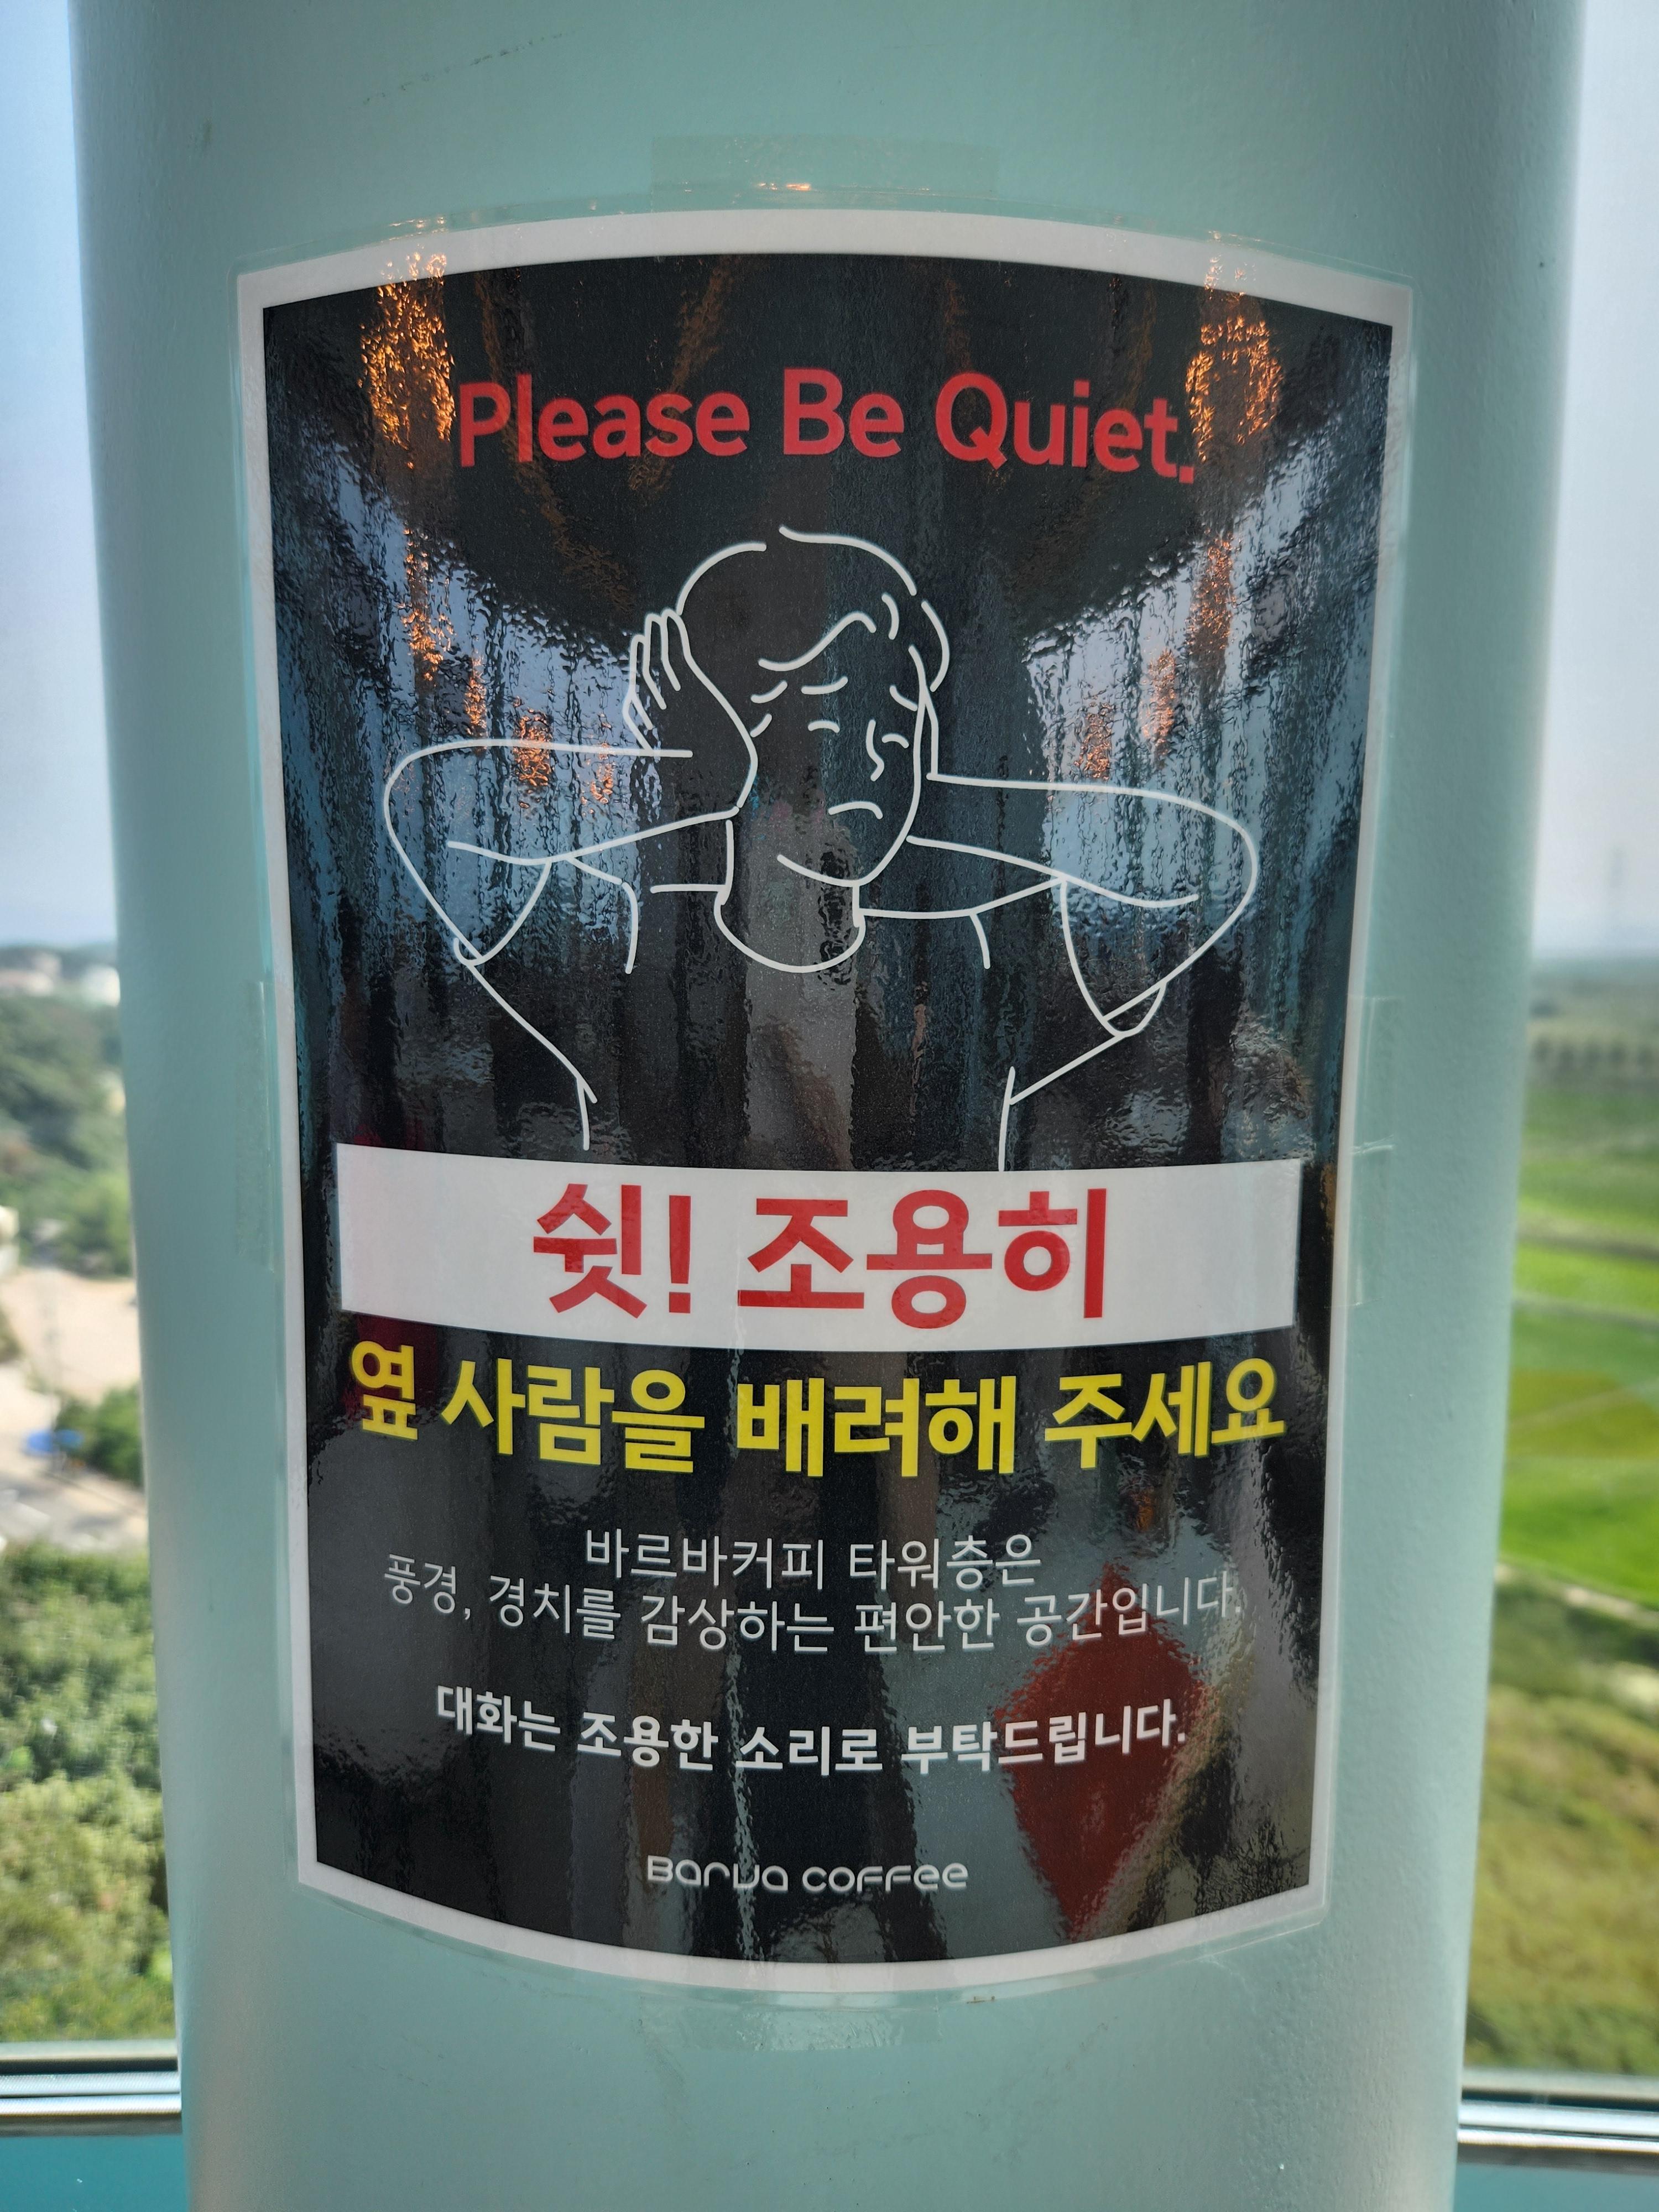 Please Be Quiet.
쉿! 조용히
옆 사람을 배려해 주세요
바르바커피 타워층은
풍경, 경치를 감상하는 편안한 공간입니다.
대화는 조용한 소리로 부탁드립니다.
Barva coffee